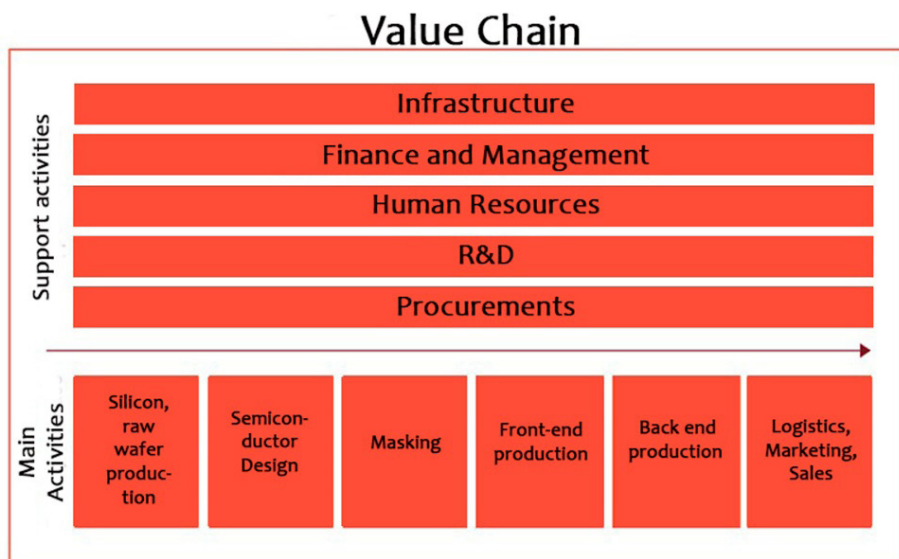 Value Chain
Support activities
Infrastructure
Finance and Management
Human Resources
R&D
Procurements
Main
Activities
Silicon,
raw
wafer
produc-
tion
Semicon-
ductor
Design
Masking
Front-end
production
Back end
production
Logistics,
Marketing,
Sales